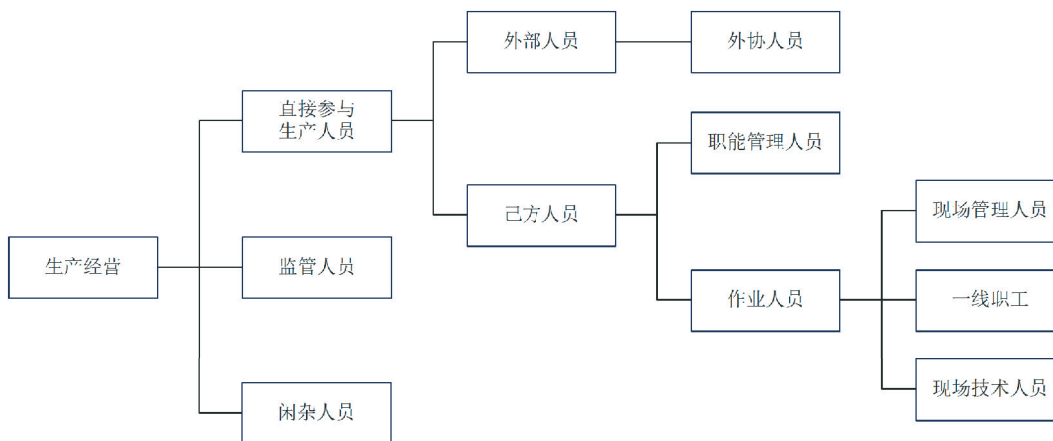 外部人员
外协人员
直接参与
生产人员
职能管理人员
己方人员
现场管理人员
生产经营
监管人员
作业人员
一线职工
闲杂人员
现场技术人员